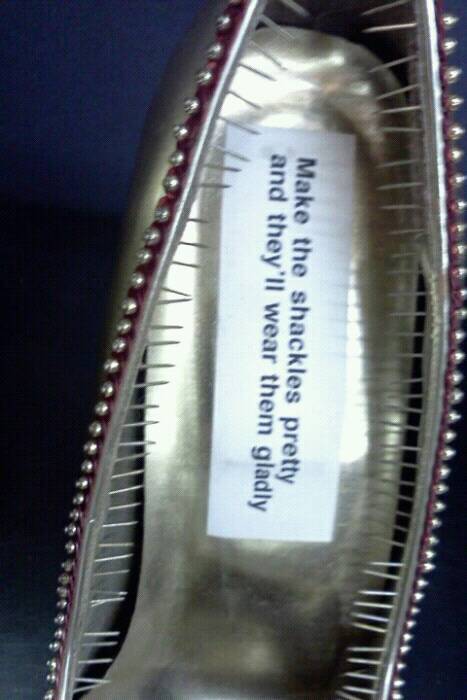 Make the shackles pretty
and they'll wear them gladly